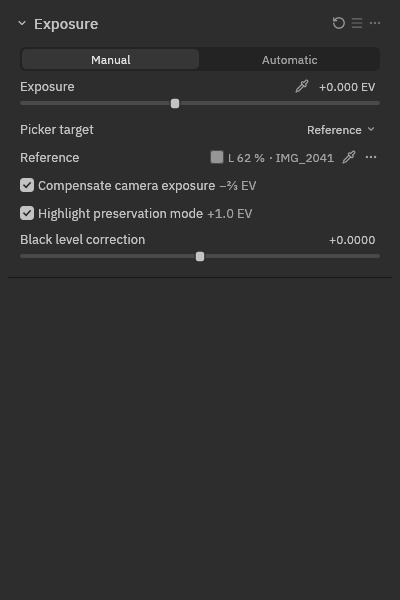 Exposure
Manual Automatic
Exposure +0.000 EV
Picker target Reference
Reference L 62 % · IMG_2041
Compensate camera exposure −⅔ EV
Highlight preservation mode +1.0 EV
Black level correction +0.0000